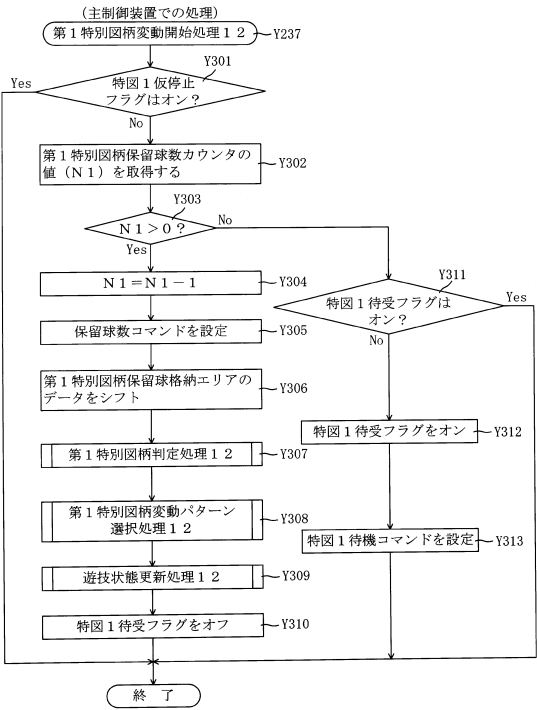 (主制御装置での処理)
第1特別図柄変動開始処理12
Y237
Y301
Yes
特図1仮停止
フラグはオン?
No
第1特別図柄保留球数カウンタの
値(N1)を取得する
Y302
Y303
N1>0?
No
Yes
N1=N1-1
Y304
Y311
特図1待受フラグは
オン?
Yes
No
保留球数コマンドを設定
Y305
第1特別図柄保留球格納エリアの
データをシフト
Y306
特図1待受フラグをオン
Y312
第1特別図柄判定処理12
Y307
第1特別図柄変動パターン
選択処理12
Y308
特図1待機コマンドを設定
Y313
遊技状態更新処理12
Y309
特図1待受フラグをオフ
Y310
終 了